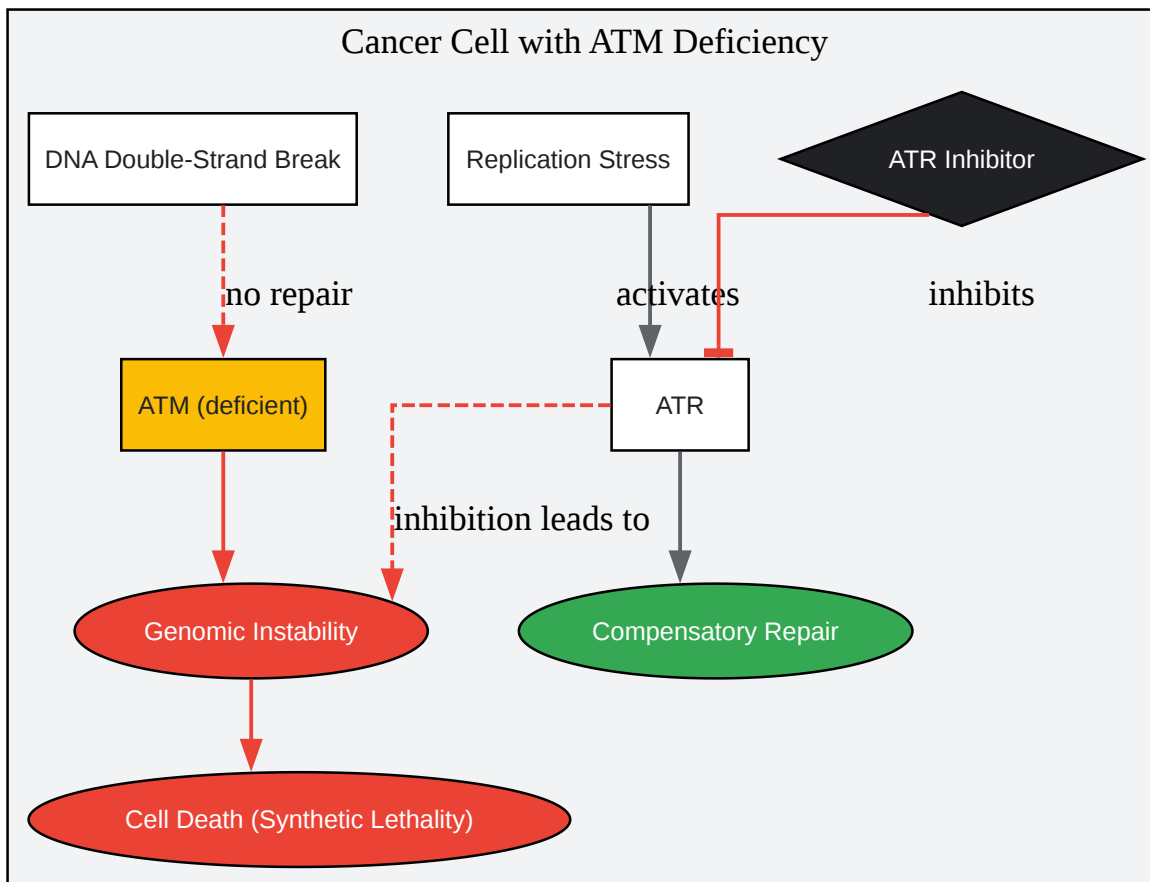 Cancer Cell with ATM Deficiency
DNA Double-Strand Break
Replication Stress
ATR Inhibitor
no repair
activates
inhibits
ATM (deficient)
ATR
inhibition leads to
Genomic Instability
Compensatory Repair
Cell Death (Synthetic Lethality)